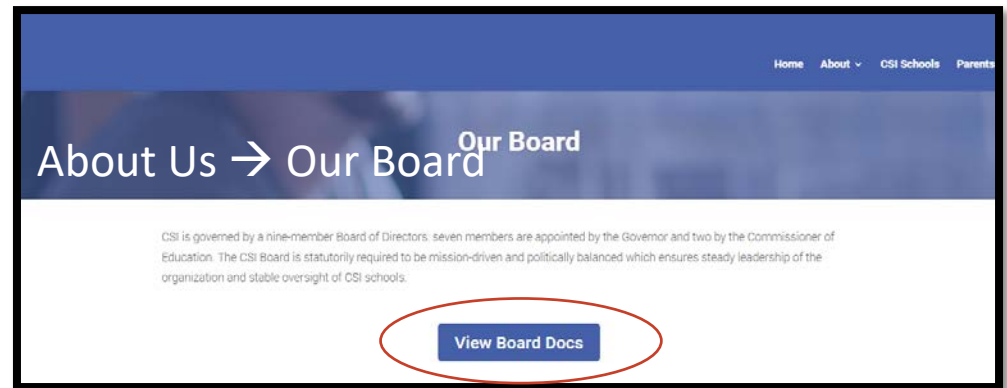 Home About CSI Schools Parents
Our Board
About Us → Our Board
CSI is governed by a nine-member Board of Directors: seven members are appointed by the Governor and two by the Commissioner of
Education. The CSI Board is statutorily required to be mission-driven and politically balanced which ensures steady leadership of the
organization and stable oversight of CSI schools.
View Board Docs